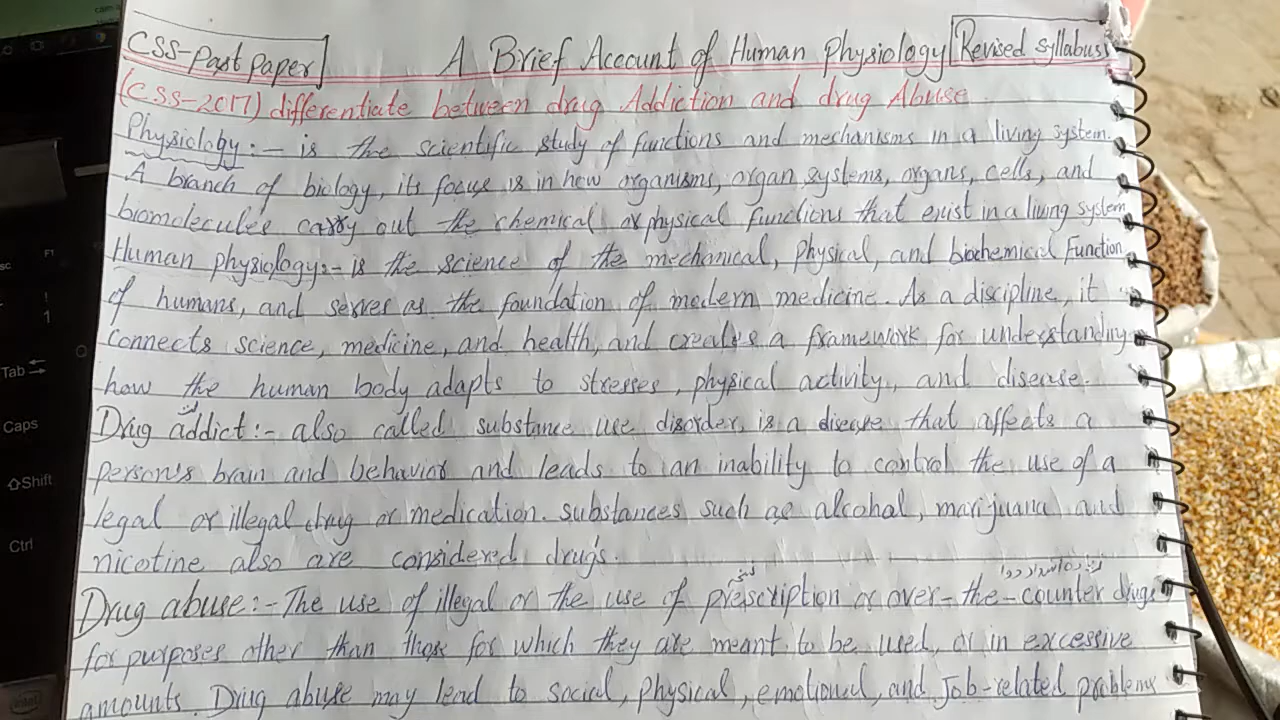 CSS-Past Paper
A Brief Account of Human Physiology
Revised Syllabus
(CSS-2017) differentiate between drug Addiction and drug Abuse
Physiology:- is the scientific study of functions and mechanisms in a living system.
A branch of biology, its focus is in how organisms, organ systems, organs, cells, and
biomolecules carry out the chemical or physical functions that exist in a living system
Human physiology:- is the science of the mechanical, physical, and biochemical Function
of humans, and serves as the foundation of modern medicine. As a discipline, it
connects science, medicine, and health, and creates a framework for understanding
how the human body adapts to stresses, physical activity, and disease.
Drug addict:- also called substance use disorder, is a disease that affects a
person's brain and behavior and leads to an inability to control the use of a
legal or illegal drug or medication. substances such as alcohal, marijuana and
nicotine also are considered drugs.
Drug abuse:- The use of illegal or the use of prescription or over-the-counter drugs
for purposes other than those for which they are meant to be used, or in excessive
amounts. Drug abuse may lead to social, physical, emotional, and Job-related problems
F1
!
1
Tab
Caps
Shift
Ctrl
intel